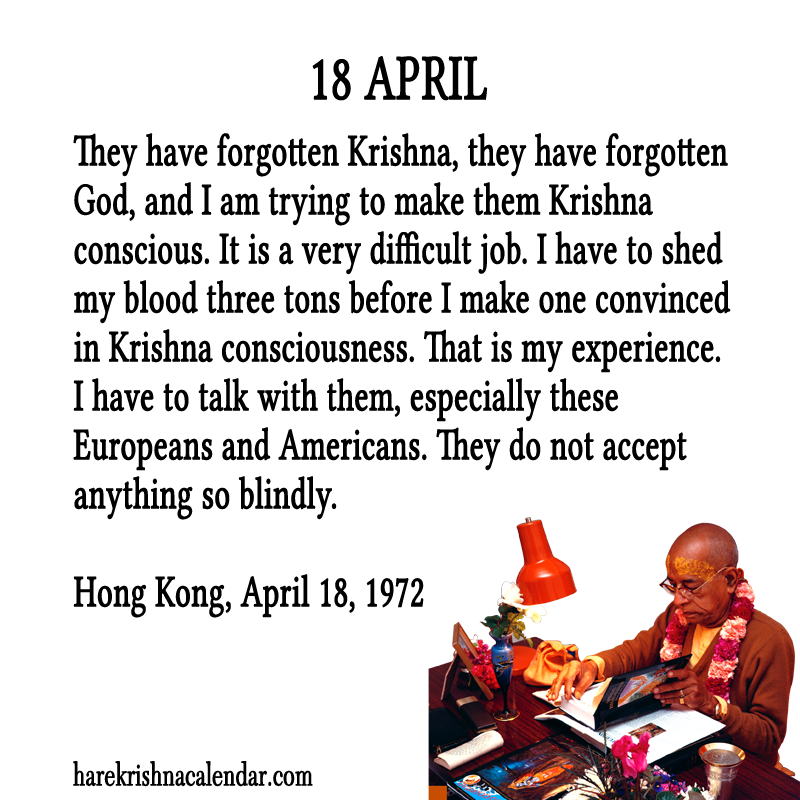 18 APRIL
They have forgotten Krishna, they have forgotten
God, and I am trying to make them Krishna
conscious. It is a very difficult job. I have to shed
my blood three tons before I make one convinced
in Krishna consciousness. That is my experience.
I have to talk with them, especially these
Europeans and Americans. They do not accept
anything so blindly.
Hong Kong, April 18, 1972
harekrishnacalendar.com